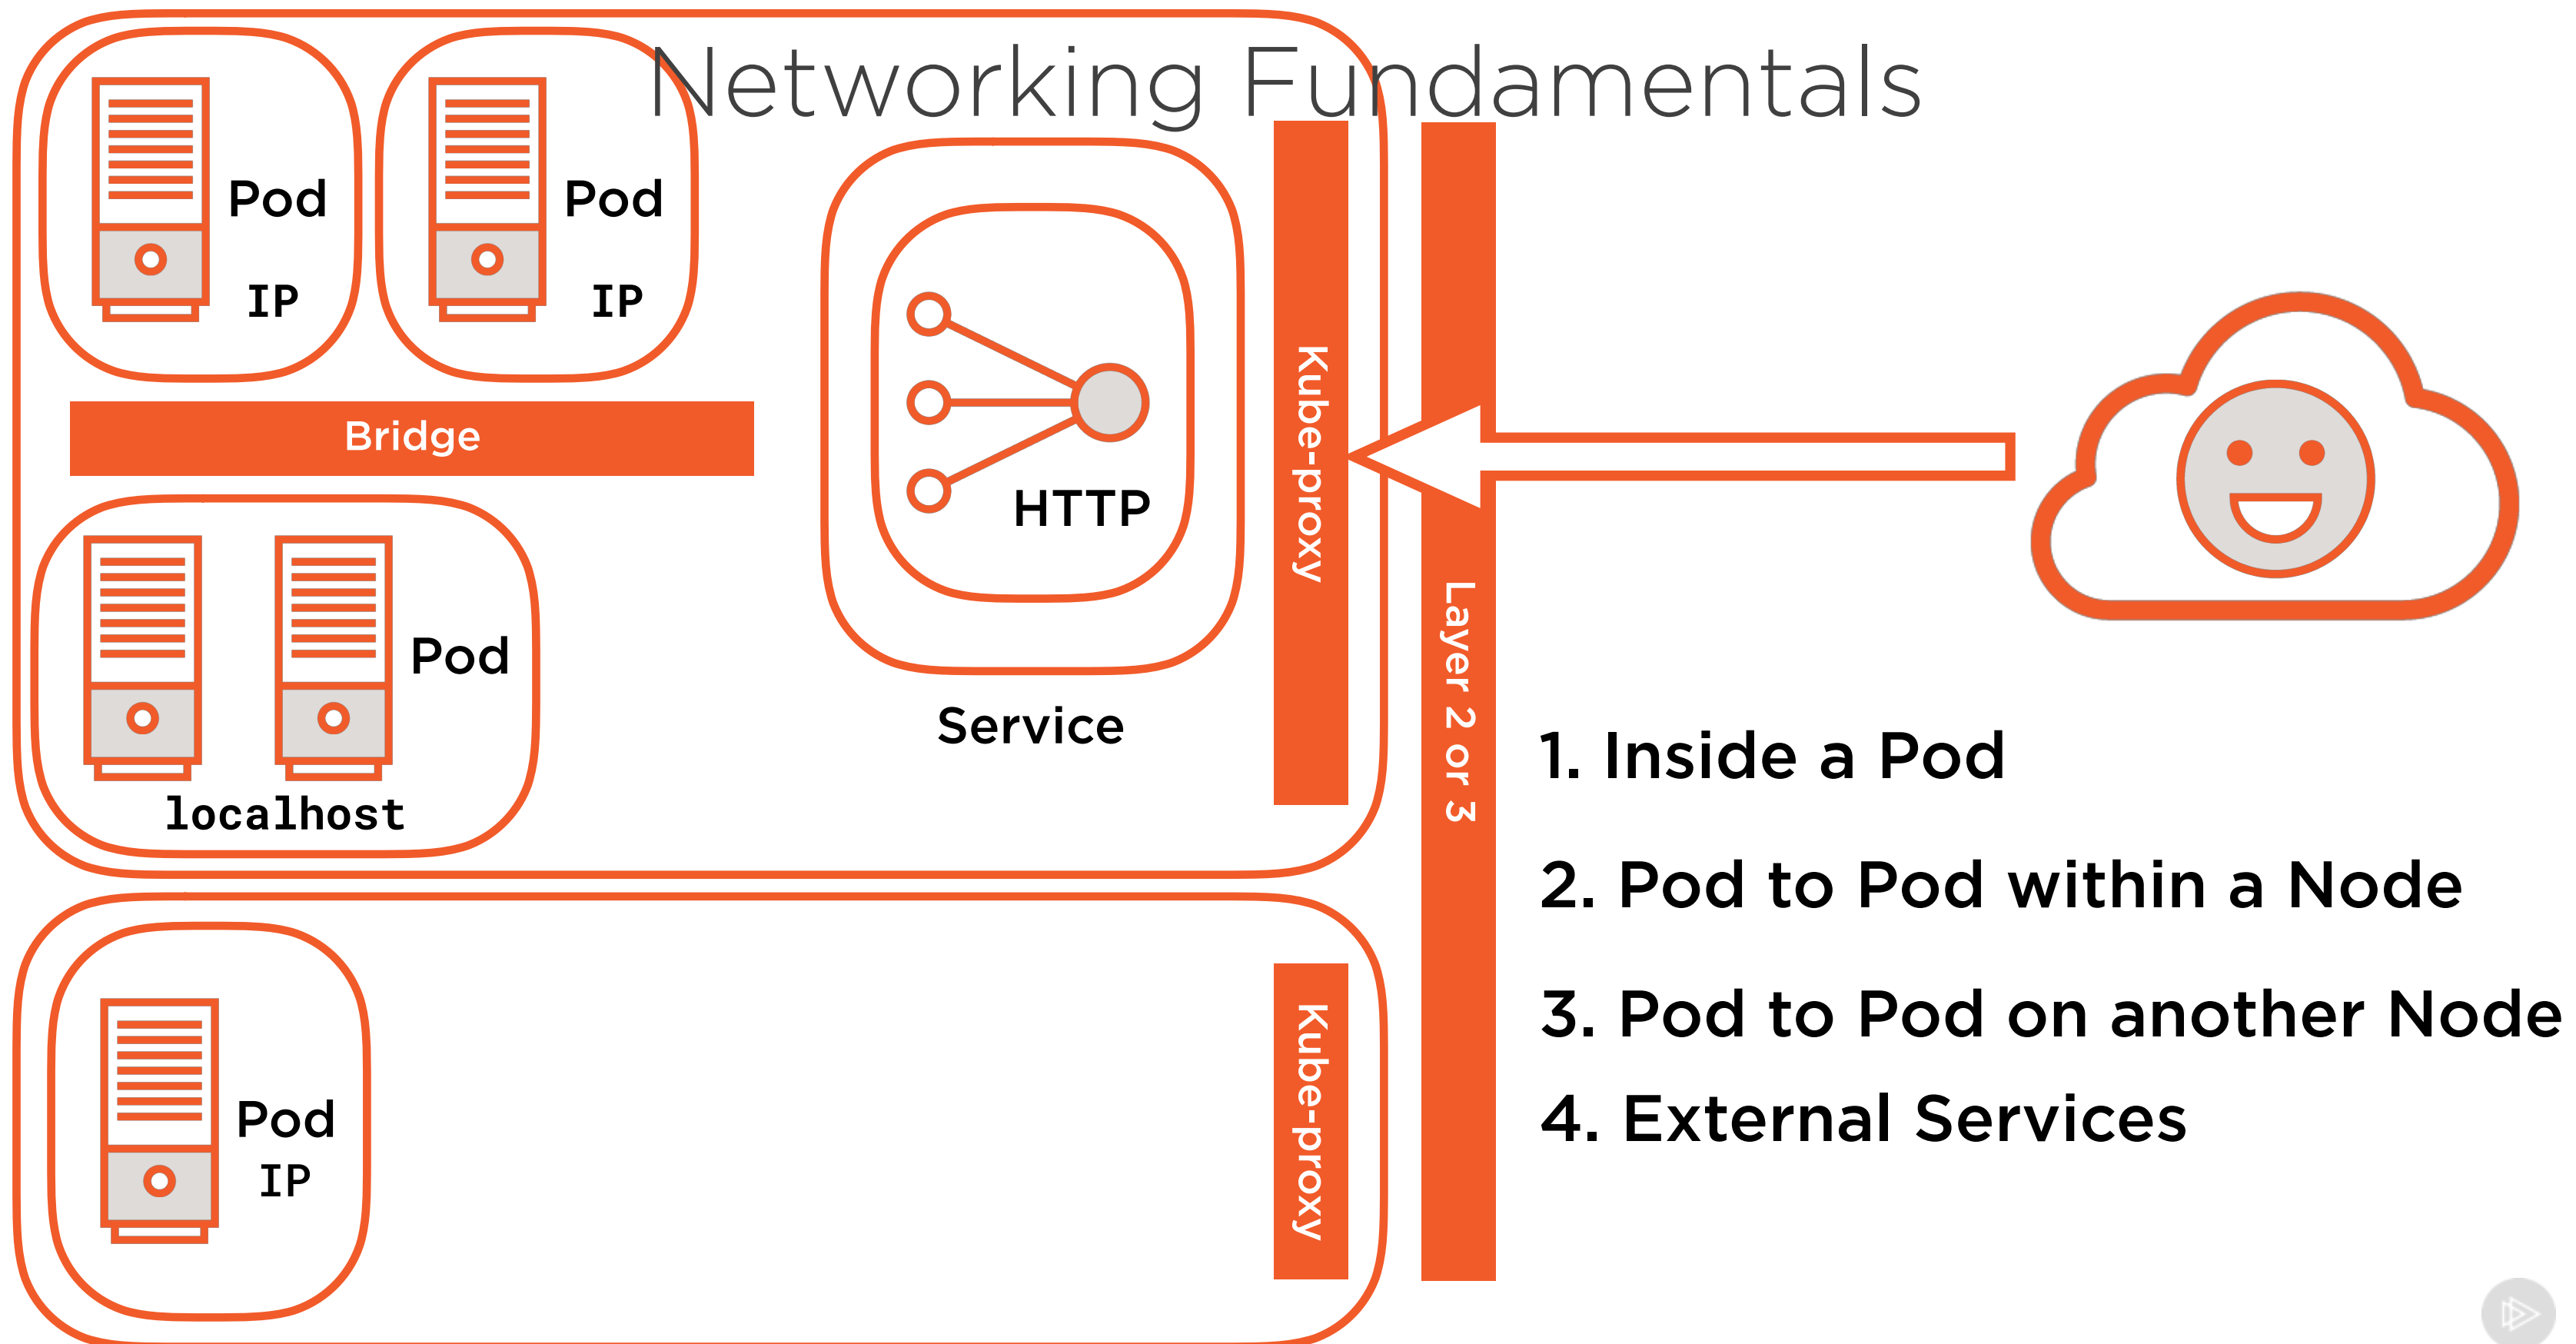 Networking Fundamentals
Pod
IP
Pod
IP
Bridge
Pod
localhost
HTTP
Service
Kube-proxy
Layer 2 or 3
Pod
IP
Kube-proxy
1. Inside a Pod
2. Pod to Pod within a Node
3. Pod to Pod on another Node
4. External Services